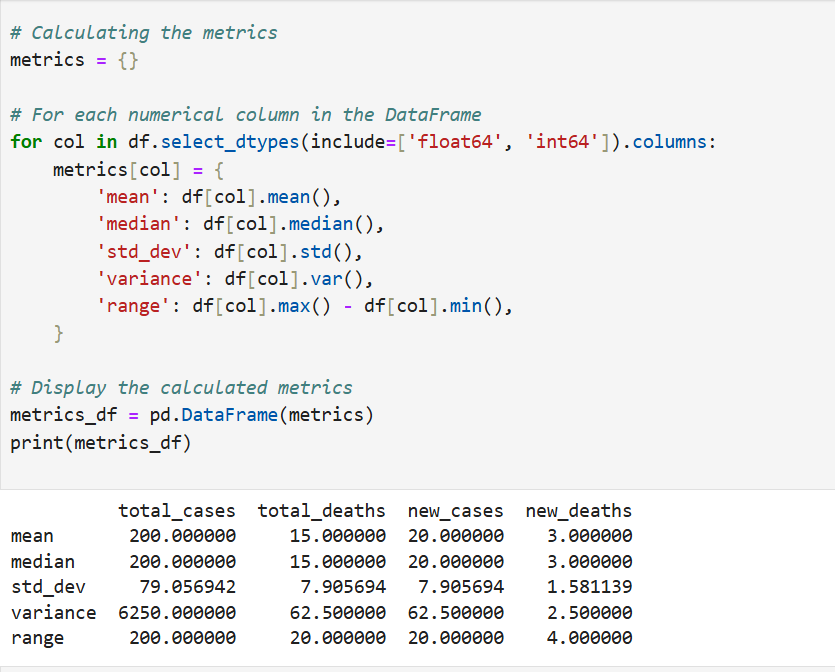 # Calculating the metrics
metrics = {}
# For each numerical column in the DataFrame
for col in df.select_dtypes(include=['float64', 'int64']).columns:
    metrics[col] = {
        'mean': df[col].mean(),
        'median': df[col].median(),
        'std_dev': df[col].std(),
        'variance': df[col].var(),
        'range': df[col].max() - df[col].min(),
    }
# Display the calculated metrics
metrics_df = pd.DataFrame(metrics)
print(metrics_df)
          total_cases  total_deaths  new_cases  new_deaths
mean       200.000000     15.000000  20.000000    3.000000
median     200.000000     15.000000  20.000000    3.000000
std_dev     79.056942      7.905694   7.905694    1.581139
variance  6250.000000     62.500000  62.500000    2.500000
range      200.000000     20.000000  20.000000    4.000000